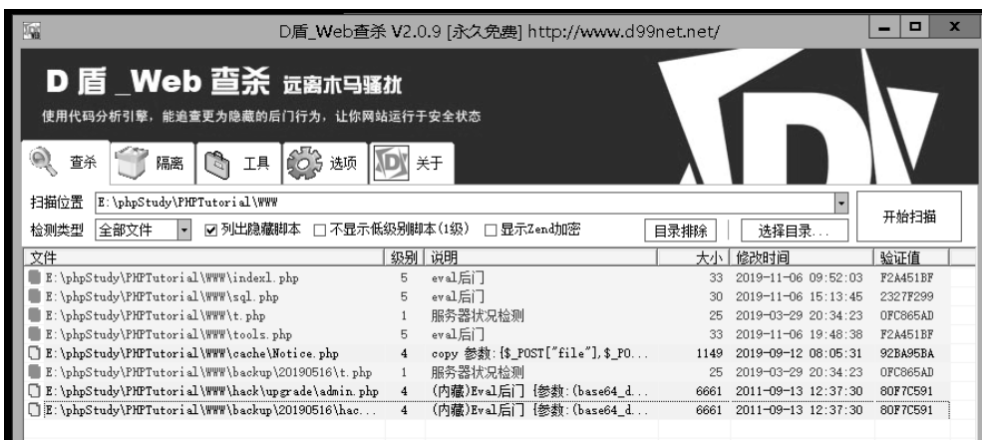 D盾_Web查杀 V2.0.9 [永久免费] http://www.d99net.net/
D盾_Web查杀 远离木马骚扰
使用代码分析引擎，能追查更为隐藏的后门行为，让你网站运行于安全状态
查杀 隔离 工具 选项 关于
扫描位置 E:\phpStudy\PHPTutorial\WWW 开始扫描
检测类型 全部文件 列出隐藏脚本 不显示低级别脚本(1级) 显示Zend加密 目录排除 选择目录...
文件 级别 说明 大小 修改时间 验证值
E:\phpStudy\PHPTutorial\WWW\indexl.php 5 eval后门 33 2019-11-06 09:52:03 F2A451BF
E:\phpStudy\PHPTutorial\WWW\sql.php 5 eval后门 30 2019-11-06 15:13:45 2327F299
E:\phpStudy\PHPTutorial\WWW\t.php 1 服务器状况检测 25 2019-03-29 20:34:23 0FC865AD
E:\phpStudy\PHPTutorial\WWW\tools.php 5 eval后门 33 2019-11-06 19:48:38 F2A451BF
E:\phpStudy\PHPTutorial\WWW\cache\Notice.php 4 copy 参数:{$_POST["file"],$_PO... 1149 2019-09-12 08:05:31 92BA95BA
E:\phpStudy\PHPTutorial\WWW\backup\20190516\t.php 1 服务器状况检测 25 2019-03-29 20:34:23 0FC865AD
E:\phpStudy\PHPTutorial\WWW\hack\upgrade\admin.php 4 (内藏)Eval后门 {参数:(base64_d... 6661 2011-09-13 12:37:30 80F7C591
E:\phpStudy\PHPTutorial\WWW\backup\20190516\hac... 4 (内藏)Eval后门 {参数:(base64_d... 6661 2011-09-13 12:37:30 80F7C591